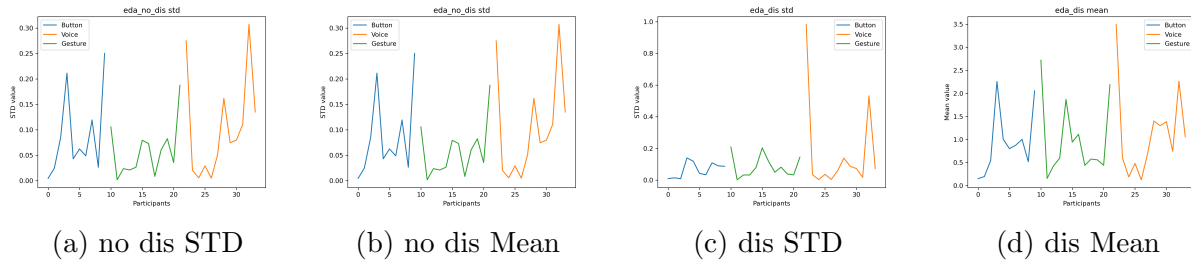 eda_no_dis std
0.30
0.25
0.20
0.15
0.10
0.05
0.00
STD value
Button
Voice
Gesture
0 5 10 15 20 25 30
Participants
(a) no dis STD
eda_no_dis std
0.30
0.25
0.20
0.15
0.10
0.05
0.00
STD value
Button
Voice
Gesture
0 5 10 15 20 25 30
Participants
(b) no dis Mean
eda_dis std
1.0
0.8
0.6
0.4
0.2
0.0
STD value
Button
Voice
Gesture
0 5 10 15 20 25 30
Participants
(c) dis STD
eda_dis mean
3.5
3.0
2.5
2.0
1.5
1.0
0.5
0.0
Mean value
Button
Voice
Gesture
0 5 10 15 20 25 30
Participants
(d) dis Mean